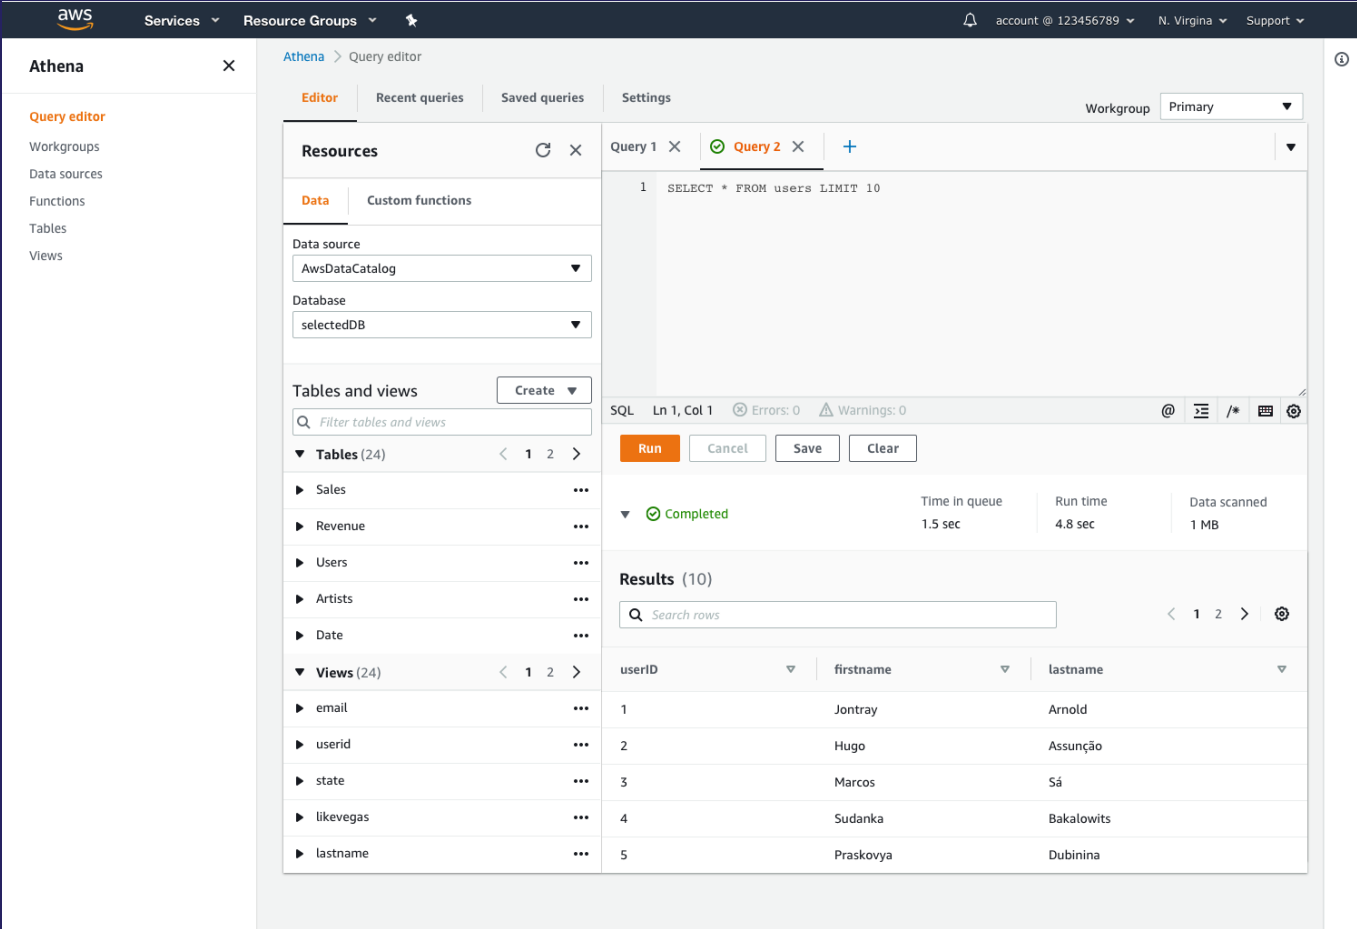 aws Services Resource Groups account @ 123456789 N. Virgina Support
Athena
Query editor
Workgroups
Data sources
Functions
Tables
Views
Athena Query editor
Editor Recent queries Saved queries Settings
Workgroup Primary
Resources
Data Custom functions
Data source
AwsDataCatalog
Database
selectedDB
Tables and views Create
Filter tables and views
Tables (24) 1 2
Sales
Revenue
Users
Artists
Date
Views (24) 1 2
email
userid
state
likevegas
lastname
Query 1 Query 2
1 SELECT * FROM users LIMIT 10
SQL Ln 1, Col 1 Errors: 0 Warnings: 0 @ /*
Run Cancel Save Clear
Completed
Time in queue Run time Data scanned
1.5 sec 4.8 sec 1 MB
Results (10)
Search rows 1 2
userID firstname lastname
1 Jontray Arnold
2 Hugo Assunção
3 Marcos Sá
4 Sudanka Bakalowits
5 Praskovya Dubinina